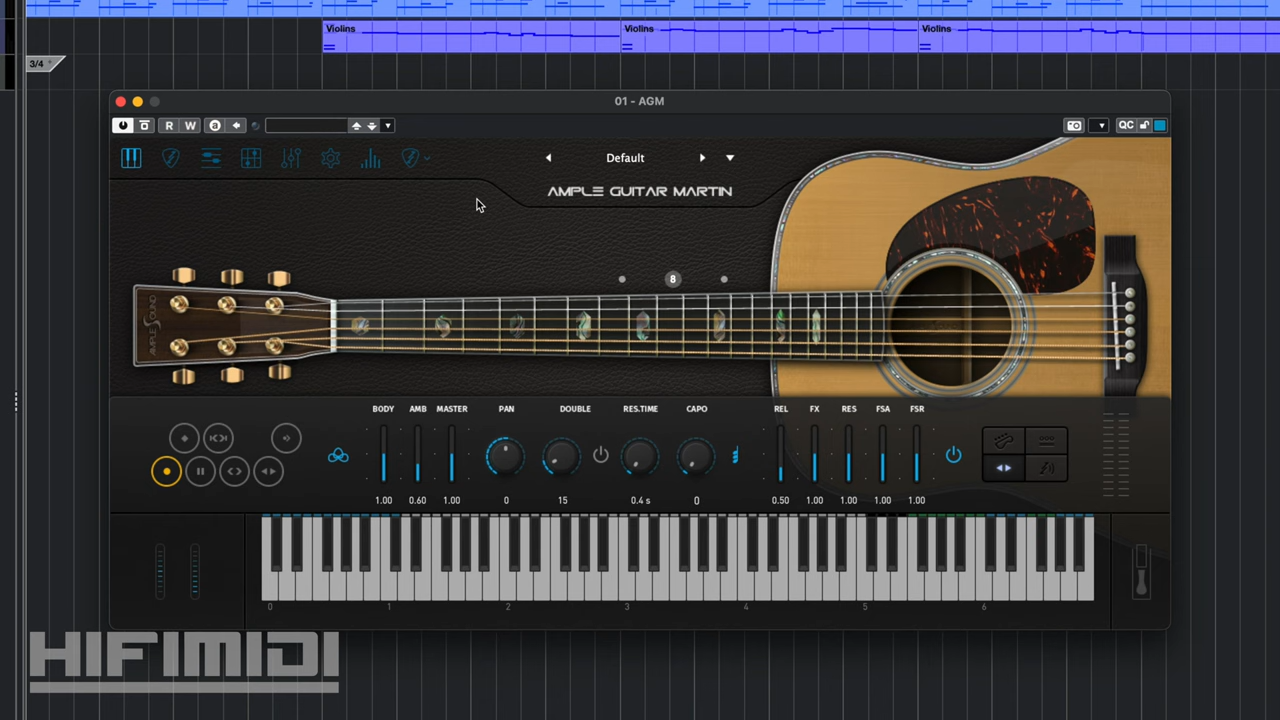 Violins Violins Violins
3/4
01 - AGM
R W a QC
Default
AMPLE GUITAR MARTIN
8
AMPLE SOUND
BODY AMB MASTER PAN DOUBLE RES.TIME CAPO REL FX RES FSA FSR
1.00 0.60 1.00 0 15 0.4 s 0 0.50 1.00 1.00 1.00 1.00
0 1 2 3 4 5 6
HIFIMIDI